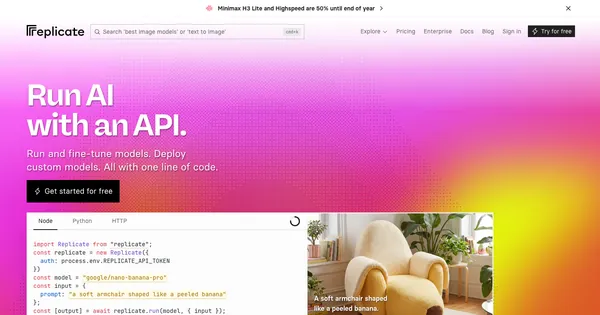 Minimax H3 Lite and Highspeed are 50% until end of year
replicate
Search 'best image models' or 'text to image'
Explore Pricing Enterprise Docs Blog Sign in Try for free
Run AI
with an API.
Run and fine-tune models. Deploy
custom models. All with one line of code.
Get started for free
Node Python HTTP
import Replicate from "replicate";
const replicate = new Replicate({
auth: process.env.REPLICATE_API_TOKEN
})
const model = "google/nano-banana-pro"
const input = {
prompt: "a soft armchair shaped like a peeled banana"
};
const [output] = await replicate.run(model, { input });
A soft armchair shaped
like a peeled banana.